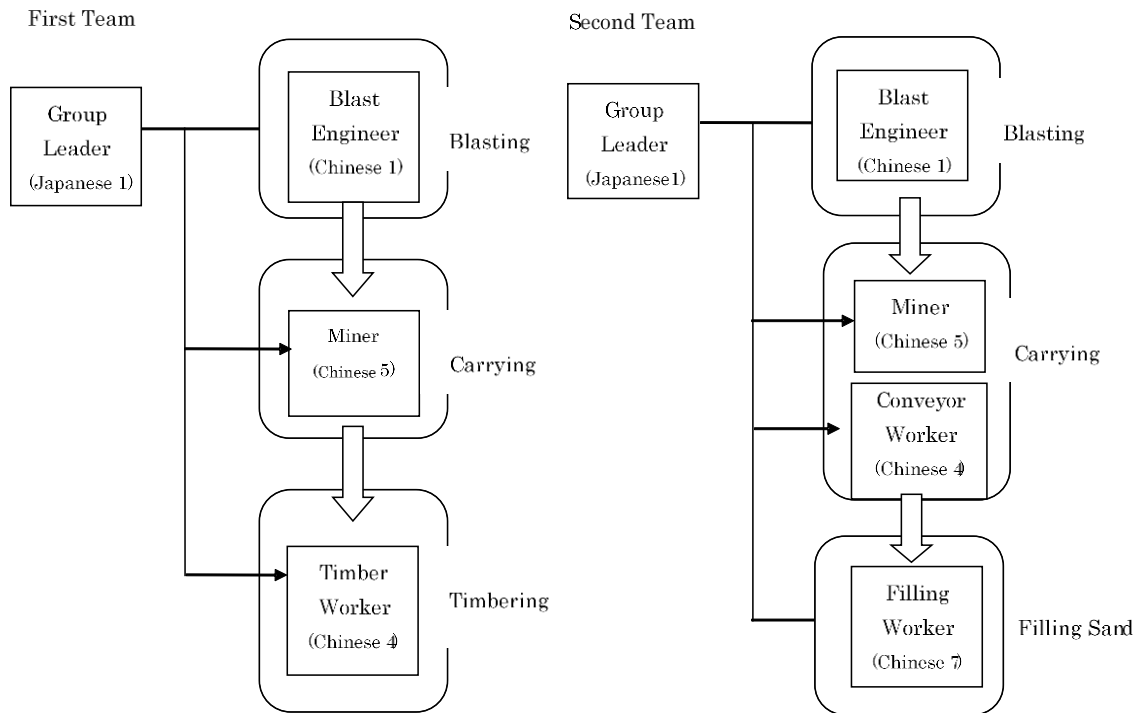 First Team
Group
Leader
(Japanese 1)
Blast
Engineer
(Chinese 1)
Blasting
Miner
(Chinese 5)
Carrying
Timber
Worker
(Chinese 4)
Timbering
Second Team
Group
Leader
(Japanese1)
Blast
Engineer
(Chinese 1)
Blasting
Miner
(Chinese 5)
Carrying
Conveyor
Worker
(Chinese 4)
Filling
Worker
(Chinese 7)
Filling Sand